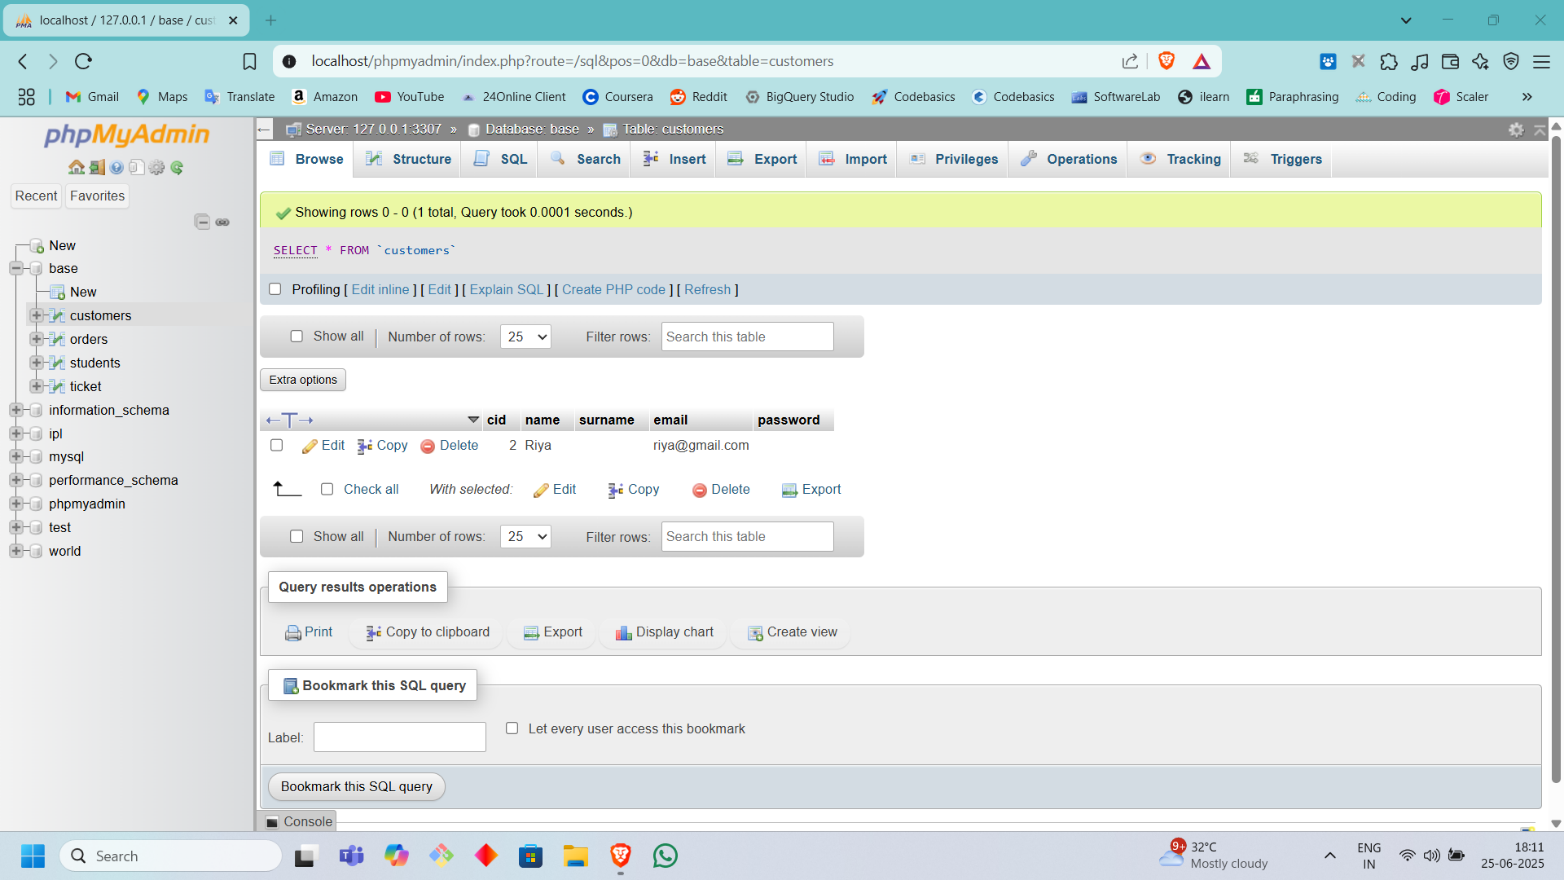 localhost / 127.0.0.1 / base / cust
localhost/phpmyadmin/index.php?route=/sql&pos=0&db=base&table=customers
Gmail Maps Translate Amazon YouTube 24Online Client Coursera Reddit BigQuery Studio Codebasics Codebasics SoftwareLab ilearn Paraphrasing Coding Scaler »
phpMyAdmin
Recent Favorites
New
base
New
customers
orders
students
ticket
information_schema
ipl
mysql
performance_schema
phpmyadmin
test
world
Server: 127.0.0.1:3307 » Database: base » Table: customers
Browse Structure SQL Search Insert Export Import Privileges Operations Tracking Triggers
Showing rows 0 - 0 (1 total, Query took 0.0001 seconds.)
SELECT * FROM `customers`
Profiling [ Edit inline ] [ Edit ] [ Explain SQL ] [ Create PHP code ] [ Refresh ]
Show all Number of rows: 25 Filter rows: Search this table
Extra options
←T→ cid name surname email password
Edit Copy Delete 2 Riya riya@gmail.com
Check all With selected: Edit Copy Delete Export
Show all Number of rows: 25 Filter rows: Search this table
Query results operations
Print Copy to clipboard Export Display chart Create view
Bookmark this SQL query
Label: Let every user access this bookmark
Bookmark this SQL query
Console
Search
9+ 32°C
Mostly cloudy
ENG
IN
18:11
25-06-2025